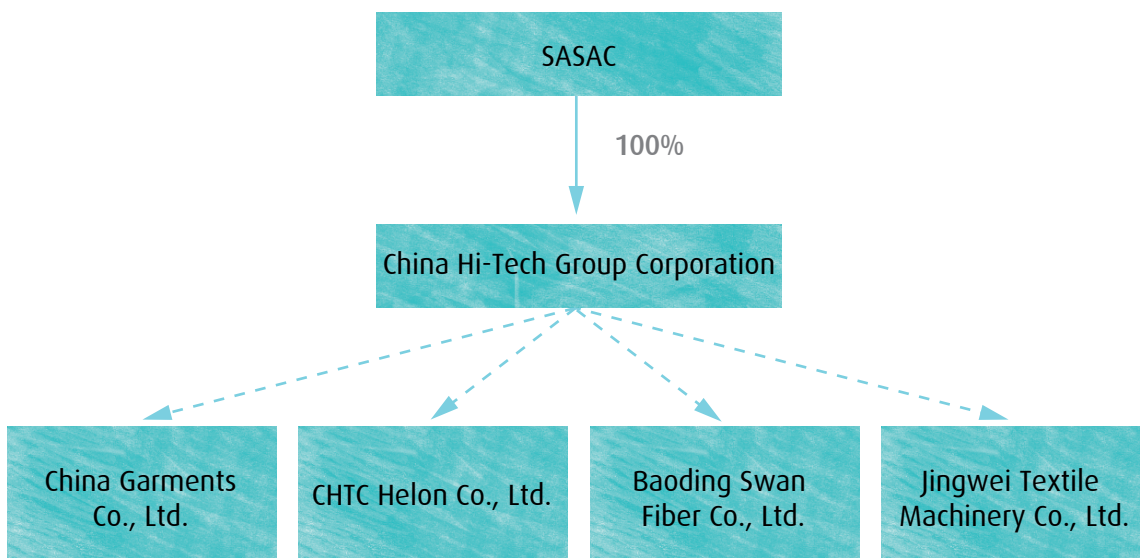 SASAC
100%
China Hi-Tech Group Corporation
China Garments
Co., Ltd.
CHTC Helon Co., Ltd.
Baoding Swan
Fiber Co., Ltd.
Jingwei Textile
Machinery Co., Ltd.